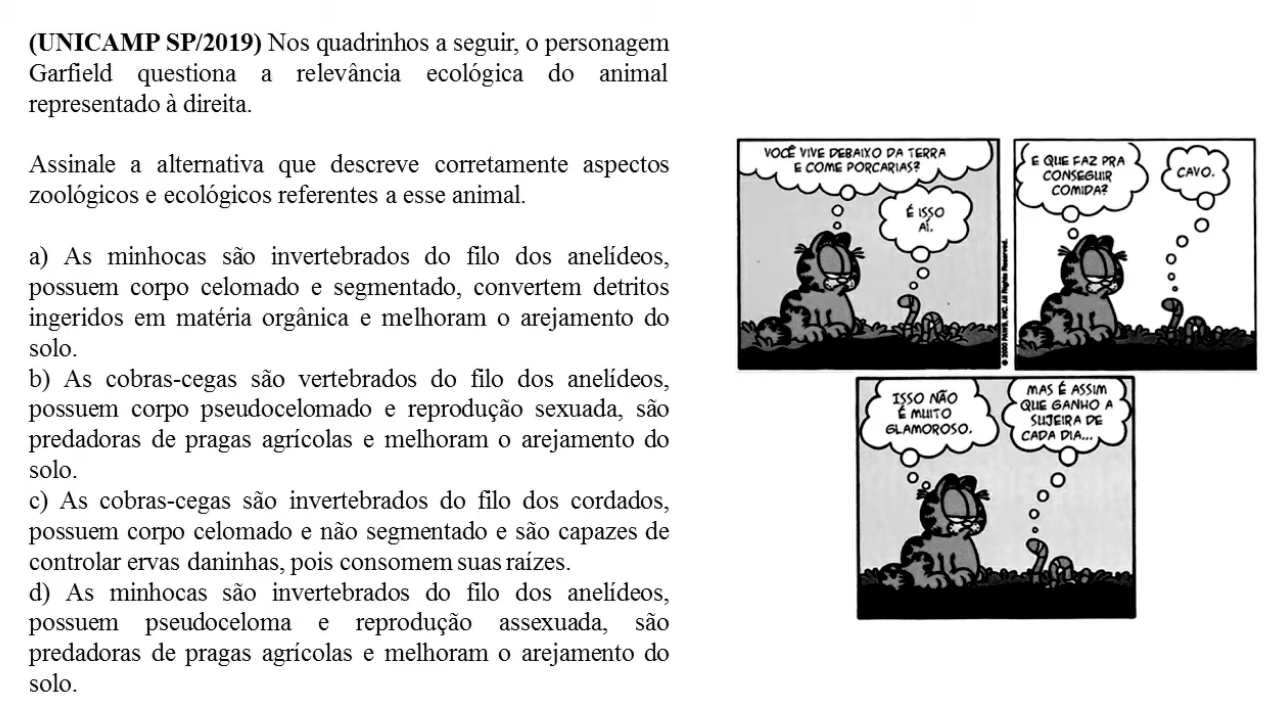 (UNICAMP SP/2019) Nos quadrinhos a seguir, o personagem
Garfield questiona a relevância ecológica do animal
representado à direita.
Assinale a alternativa que descreve corretamente aspectos
zoológicos e ecológicos referentes a esse animal.
a) As minhocas são invertebrados do filo dos anelídeos,
possuem corpo celomado e segmentado, convertem detritos
ingeridos em matéria orgânica e melhoram o arejamento do
solo.
b) As cobras-cegas são vertebrados do filo dos anelídeos,
possuem corpo pseudocelomado e reprodução sexuada, são
predadoras de pragas agrícolas e melhoram o arejamento do
solo.
c) As cobras-cegas são invertebrados do filo dos cordados,
possuem corpo celomado e não segmentado e são capazes de
controlar ervas daninhas, pois consomem suas raízes.
d) As minhocas são invertebrados do filo dos anelídeos,
possuem pseudoceloma e reprodução assexuada, são
predadoras de pragas agrícolas e melhoram o arejamento do
solo.
VOCÊ VIVE DEBAIXO DA TERRA
E COME PORCARIAS?
É ISSO
AÍ.
© 2000 PAWS, INC. All Rights Reserved.
E QUE FAZ PRA
CONSEGUIR
COMIDA?
CAVO.
ISSO NÃO
É MUITO
GLAMOROSO.
MAS É ASSIM
QUE GANHO A
SUJEIRA DE
CADA DIA...